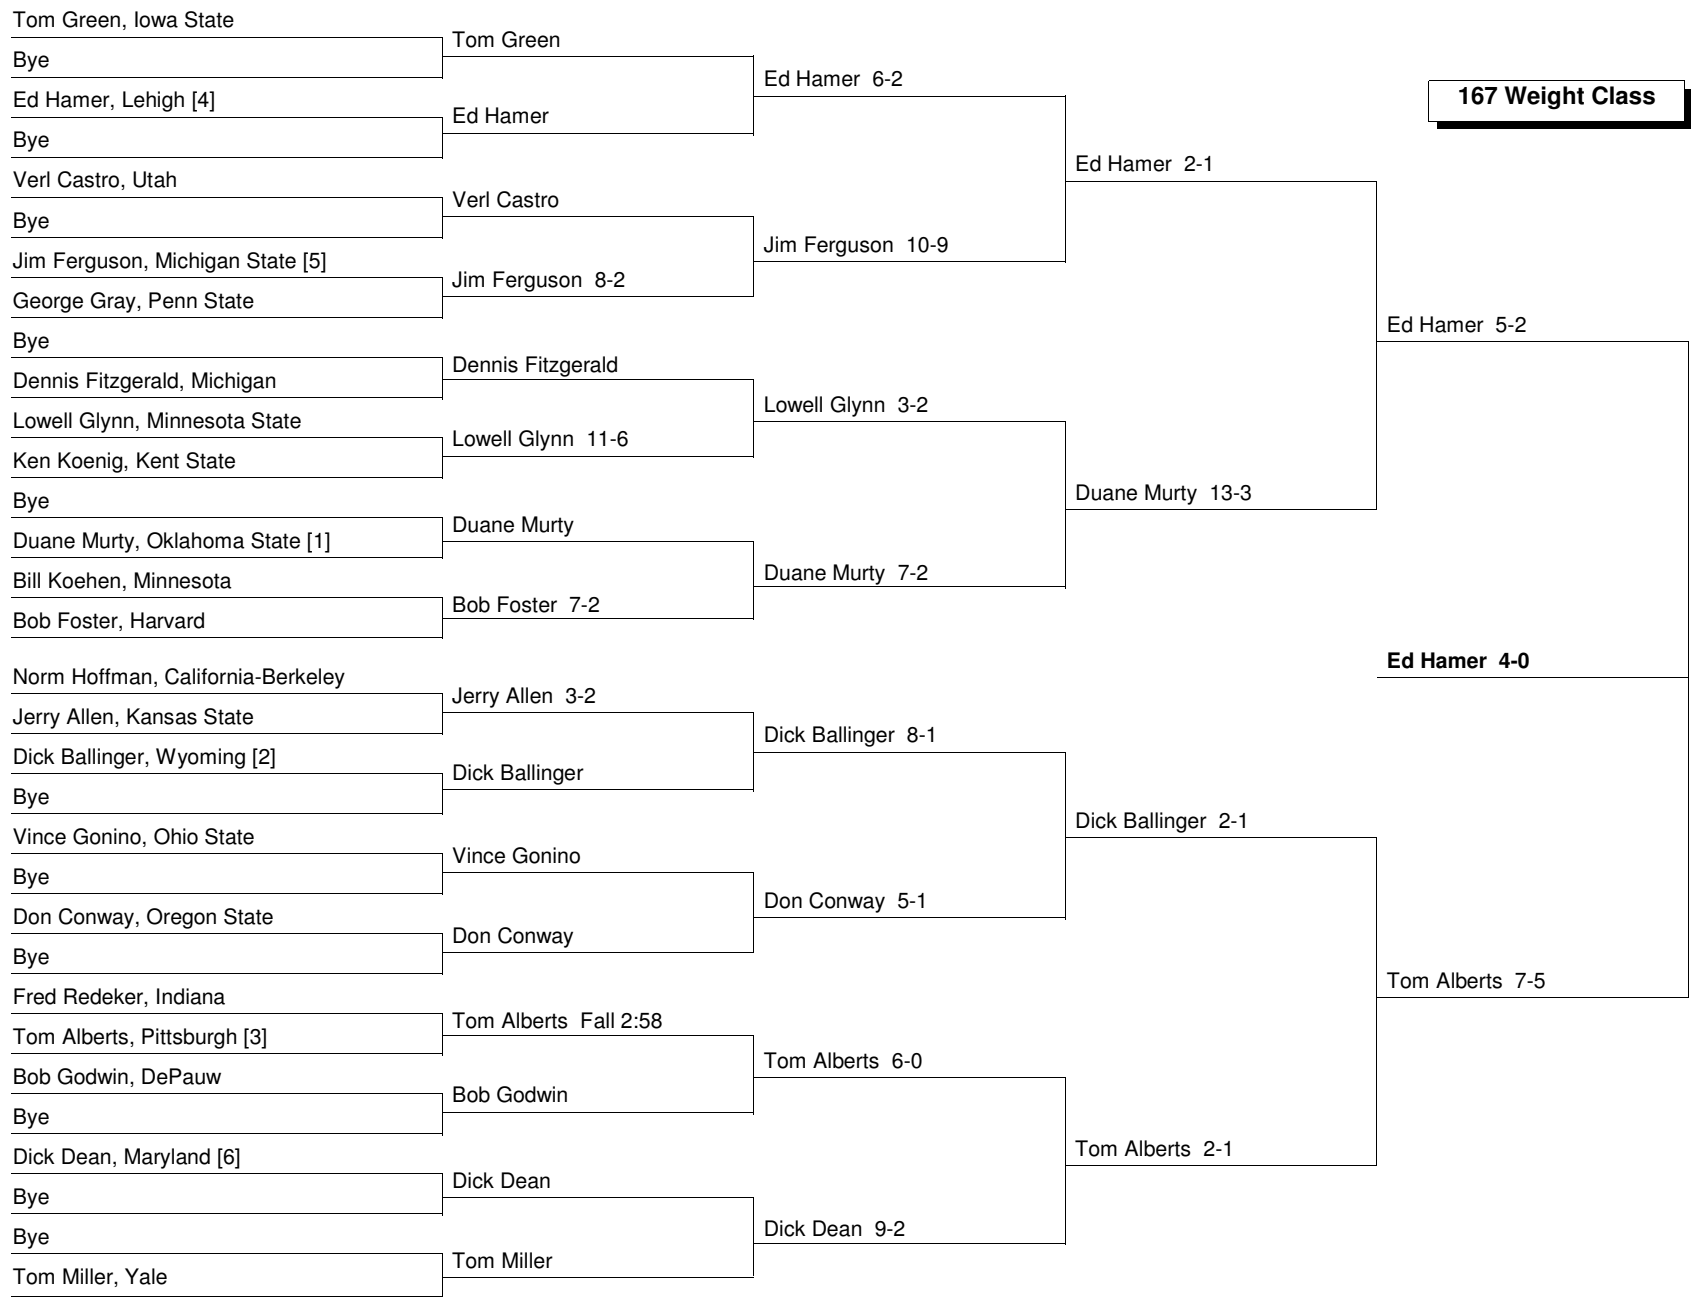 Tom Green, Iowa State
Bye
Ed Hamer, Lehigh [4]
Bye
Verl Castro, Utah
Bye
Jim Ferguson, Michigan State [5]
George Gray, Penn State
Bye
Dennis Fitzgerald, Michigan
Lowell Glynn, Minnesota State
Ken Koenig, Kent State
Bye
Duane Murty, Oklahoma State [1]
Bill Koehen, Minnesota
Bob Foster, Harvard
Norm Hoffman, California-Berkeley
Jerry Allen, Kansas State
Dick Ballinger, Wyoming [2]
Bye
Vince Gonino, Ohio State
Bye
Don Conway, Oregon State
Bye
Fred Redeker, Indiana
Tom Alberts, Pittsburgh [3]
Bob Godwin, DePauw
Bye
Dick Dean, Maryland [6]
Bye
Bye
Tom Miller, Yale
Tom Green
Ed Hamer
Verl Castro
Jim Ferguson 8-2
Dennis Fitzgerald
Lowell Glynn 11-6
Duane Murty
Bob Foster 7-2
Jerry Allen 3-2
Dick Ballinger
Vince Gonino
Don Conway
Tom Alberts Fall 2:58
Bob Godwin
Dick Dean
Tom Miller
Ed Hamer 6-2
Jim Ferguson 10-9
Lowell Glynn 3-2
Duane Murty 7-2
Dick Ballinger 8-1
Don Conway 5-1
Tom Alberts 6-0
Dick Dean 9-2
Ed Hamer 2-1
Duane Murty 13-3
Dick Ballinger 2-1
Tom Alberts 2-1
Ed Hamer 5-2
Tom Alberts 7-5
Ed Hamer 4-0
167 Weight Class